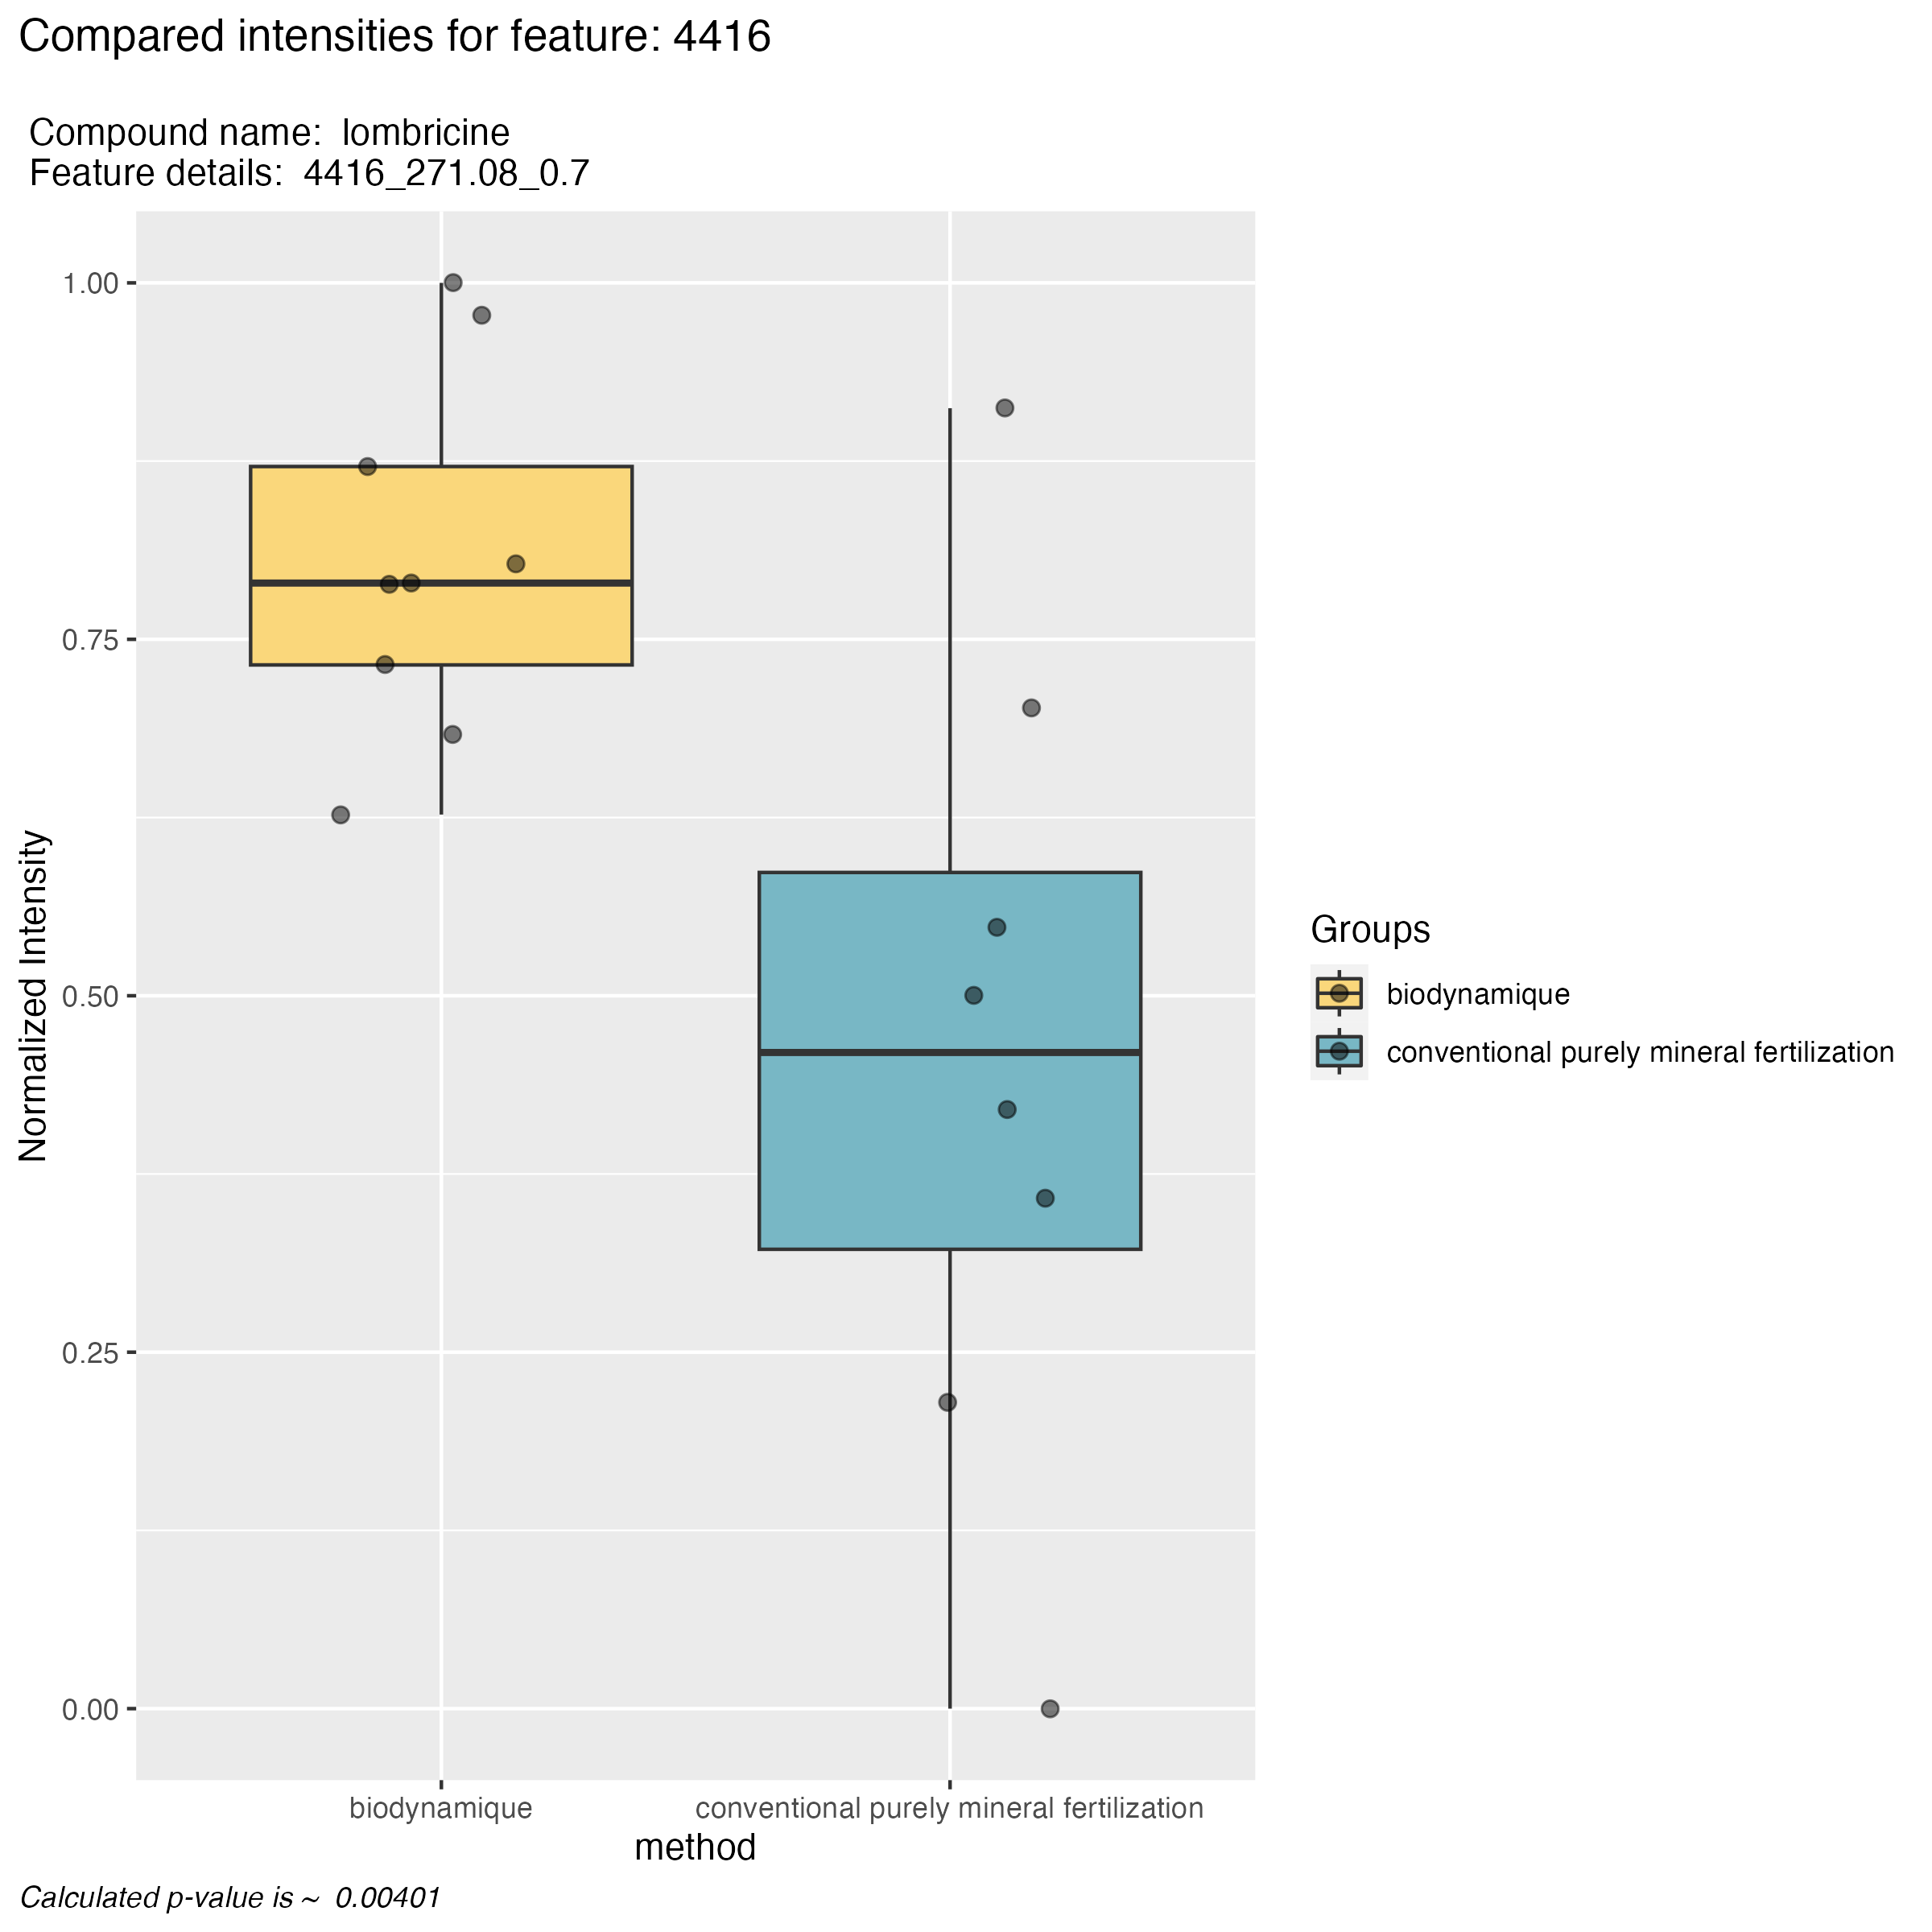 Compared intensities for feature: 4416
Compound name:  lombricine
Feature details:  4416_271.08_0.7
1.00
0.75
0.50
0.25
0.00
Normalized Intensity
biodynamique
conventional purely mineral fertilization
method
Groups
biodynamique
conventional purely mineral fertilization
Calculated p-value is ~  0.00401